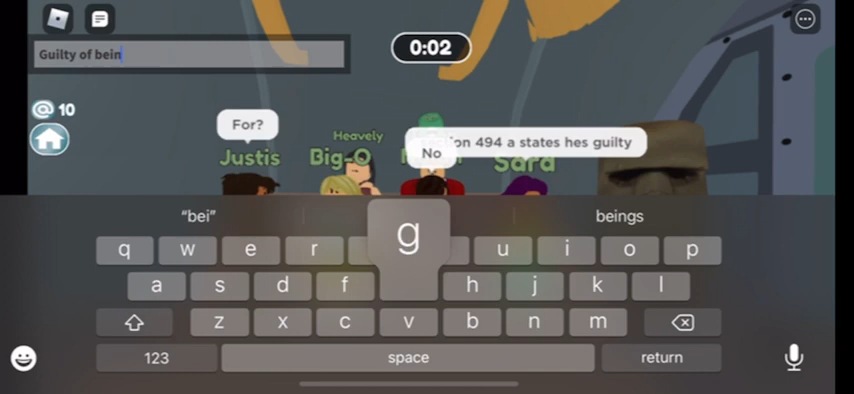 Guilty of bein
0:02
10
For?
Heavely
Justis
Big-O
No
on 494 a states hes guilty
Sara
"bei"
beings
g
q w e r u i o p
a s d f h j k l
z x c v b n m
123
space
return